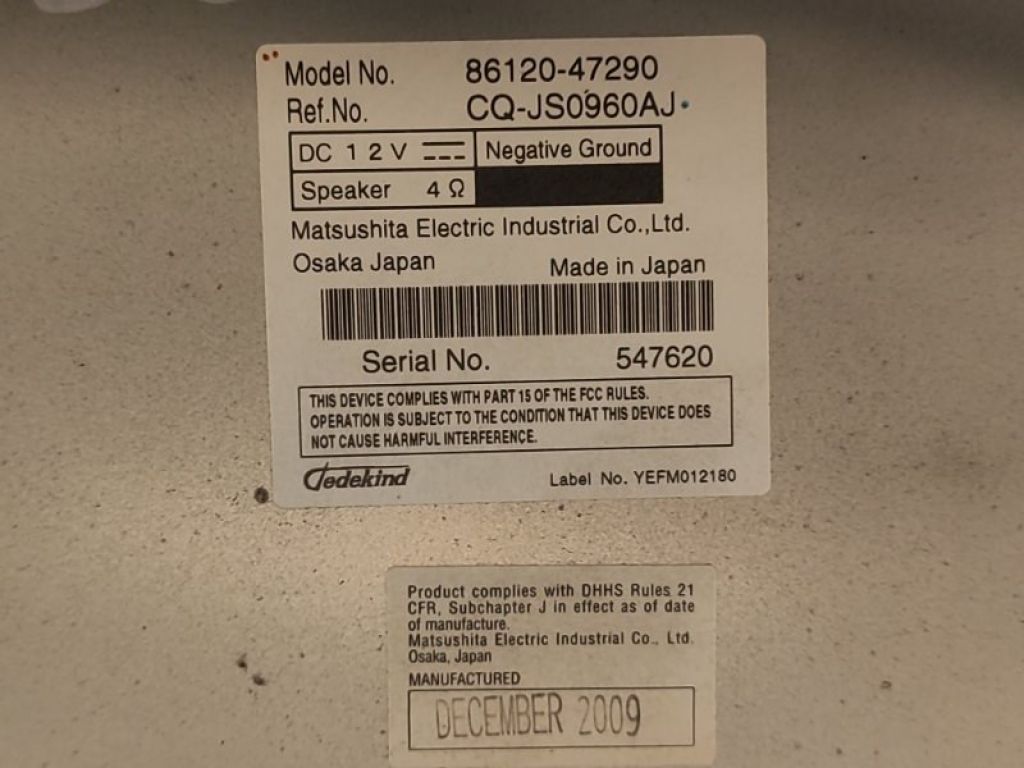 Model No. 86120-47290
Ref.No. CQ-JS0960AJ
DC 12V Negative Ground
Speaker 4Ω
Matsushita Electric Industrial Co.,Ltd.
Osaka Japan Made in Japan
Serial No. 547620
THIS DEVICE COMPLIES WITH PART 15 OF THE FCC RULES.
OPERATION IS SUBJECT TO THE CONDITION THAT THIS DEVICE DOES
NOT CAUSE HARMFUL INTERFERENCE.
Tedekind Label No. YEFM012180
Product complies with DHHS Rules 21
CFR, Subchapter J in effect as of date
of manufacture.
Matsushita Electric Industrial Co., Ltd.
Osaka, Japan
MANUFACTURED
DECEMBER 2009